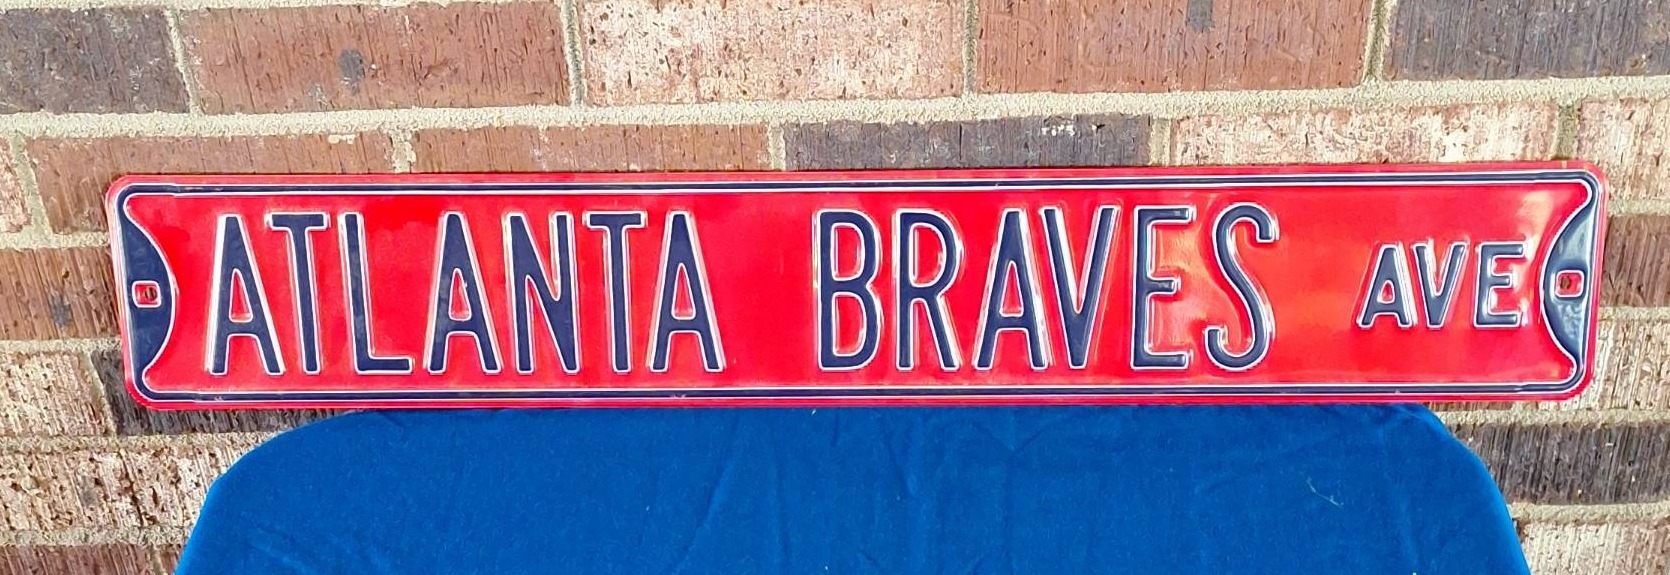 ATLANTA BRAVES AVE